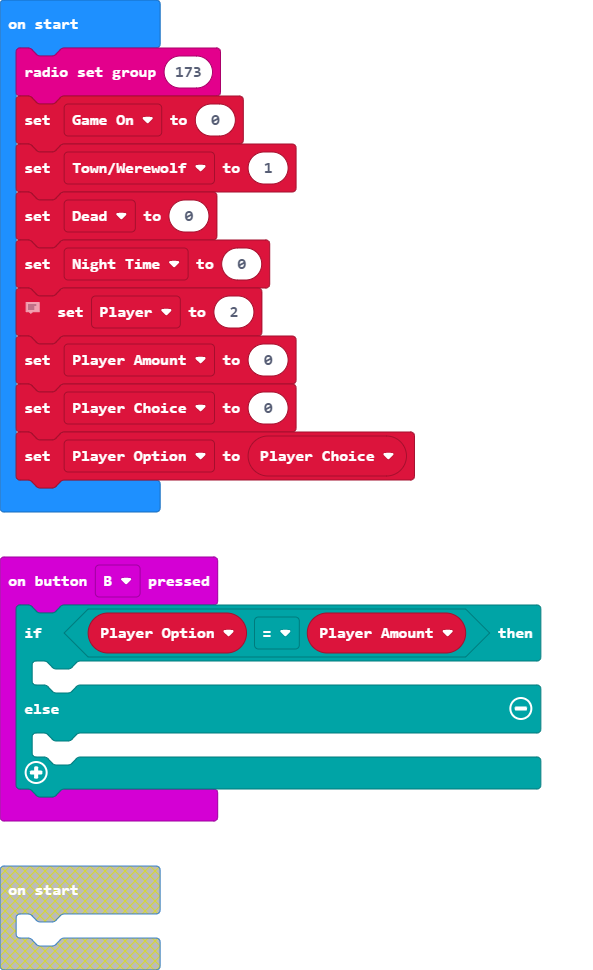 on start
radio set group 173
set Game On to 0
set Town/Werewolf to 1
set Dead to 0
set Night Time to 0
set Player to 2
set Player Amount to 0
set Player Choice to 0
set Player Option to Player Choice
on button B pressed
if Player Option = Player Amount then
else
on start